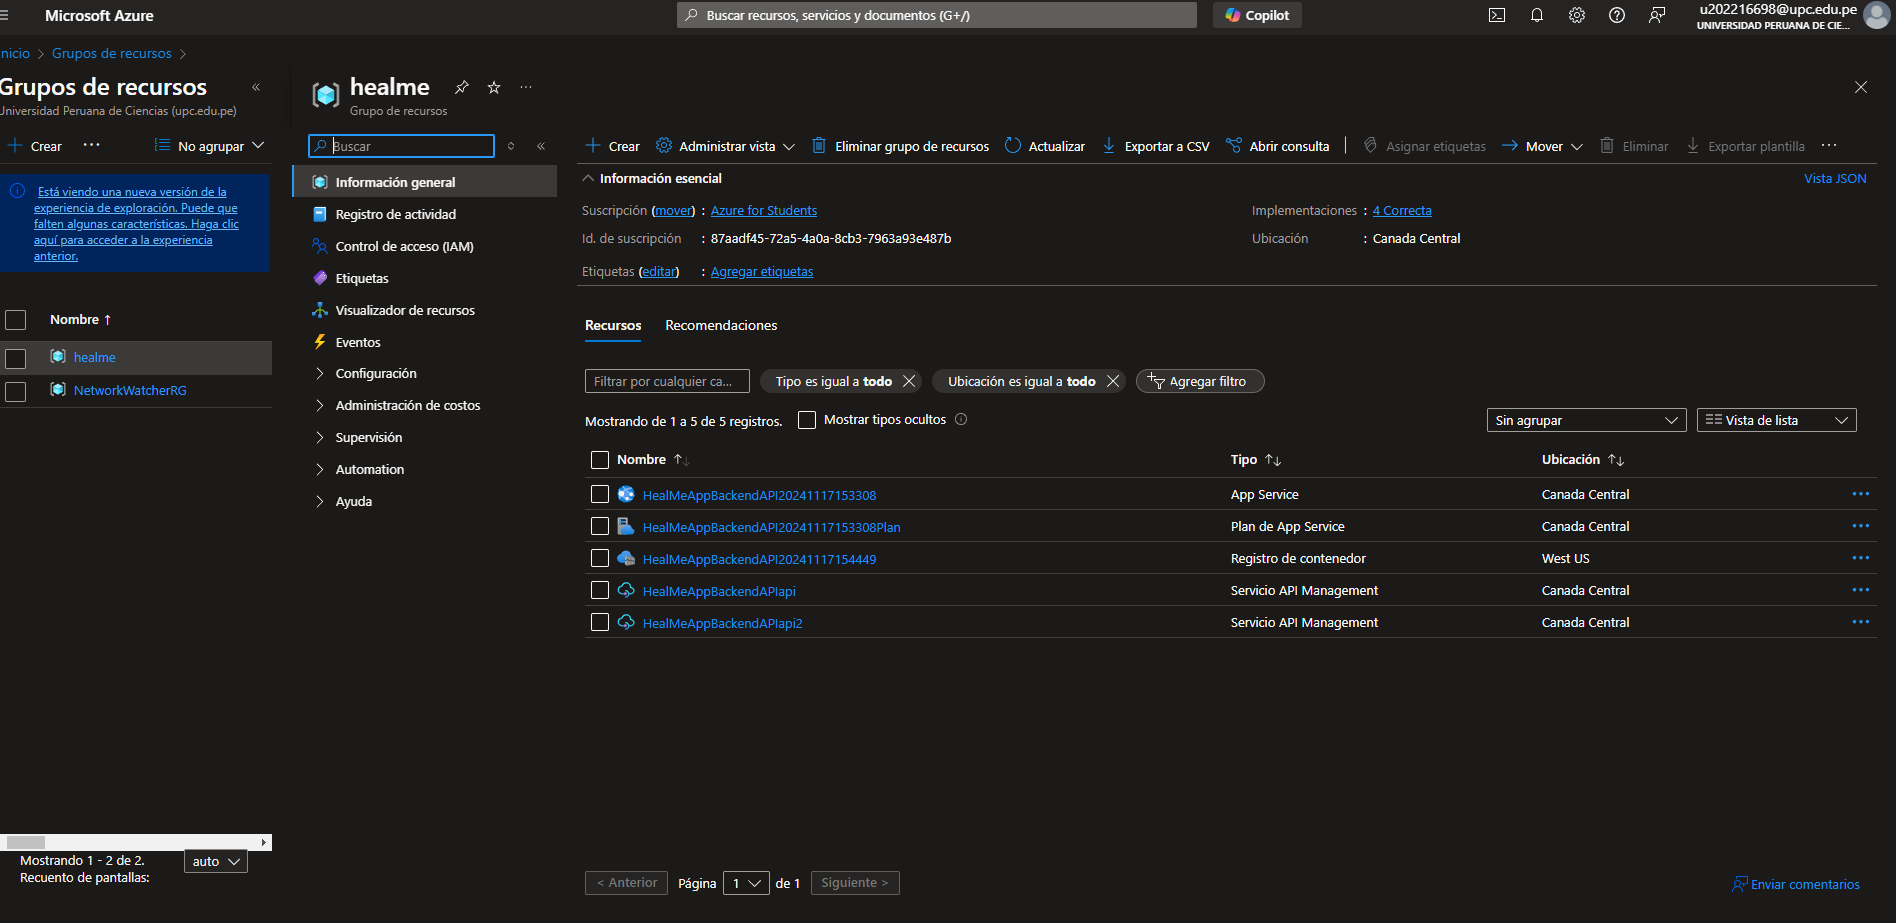 Microsoft Azure
Buscar recursos, servicios y documentos (G+/)
Copilot
u202216698@upc.edu.pe
UNIVERSIDAD PERUANA DE CIE...
nicio > Grupos de recursos >
Grupos de recursos
Universidad Peruana de Ciencias (upc.edu.pe)
Crear
No agrupar
Está viendo una nueva versión de la
experiencia de exploración. Puede que
falten algunas características. Haga clic
aquí para acceder a la experiencia
anterior.
Nombre ↑
healme
NetworkWatcherRG
Mostrando 1 - 2 de 2.
Recuento de pantallas:
auto
healme
Grupo de recursos
Buscar
Información general
Registro de actividad
Control de acceso (IAM)
Etiquetas
Visualizador de recursos
Eventos
Configuración
Administración de costos
Supervisión
Automation
Ayuda
Crear Administrar vista Eliminar grupo de recursos Actualizar Exportar a CSV Abrir consulta Asignar etiquetas Mover Eliminar Exportar plantilla ...
Información esencial
Vista JSON
Suscripción (mover) : Azure for Students
Implementaciones : 4 Correcta
Id. de suscripción : 87aadf45-72a5-4a0a-8cb3-7963a93e487b
Ubicación : Canada Central
Etiquetas (editar) : Agregar etiquetas
Recursos Recomendaciones
Filtrar por cualquier ca...
Tipo es igual a todo
Ubicación es igual a todo
Agregar filtro
Mostrando de 1 a 5 de 5 registros.
Mostrar tipos ocultos
Sin agrupar
Vista de lista
Nombre ↑↓ Tipo ↑↓ Ubicación ↑↓
HealMeAppBackendAPI20241117153308 App Service Canada Central
HealMeAppBackendAPI20241117153308Plan Plan de App Service Canada Central
HealMeAppBackendAPI20241117154449 Registro de contenedor West US
HealMeAppBackendAPIapi Servicio API Management Canada Central
HealMeAppBackendAPIapi2 Servicio API Management Canada Central
< Anterior Página 1 de 1 Siguiente >
Enviar comentarios